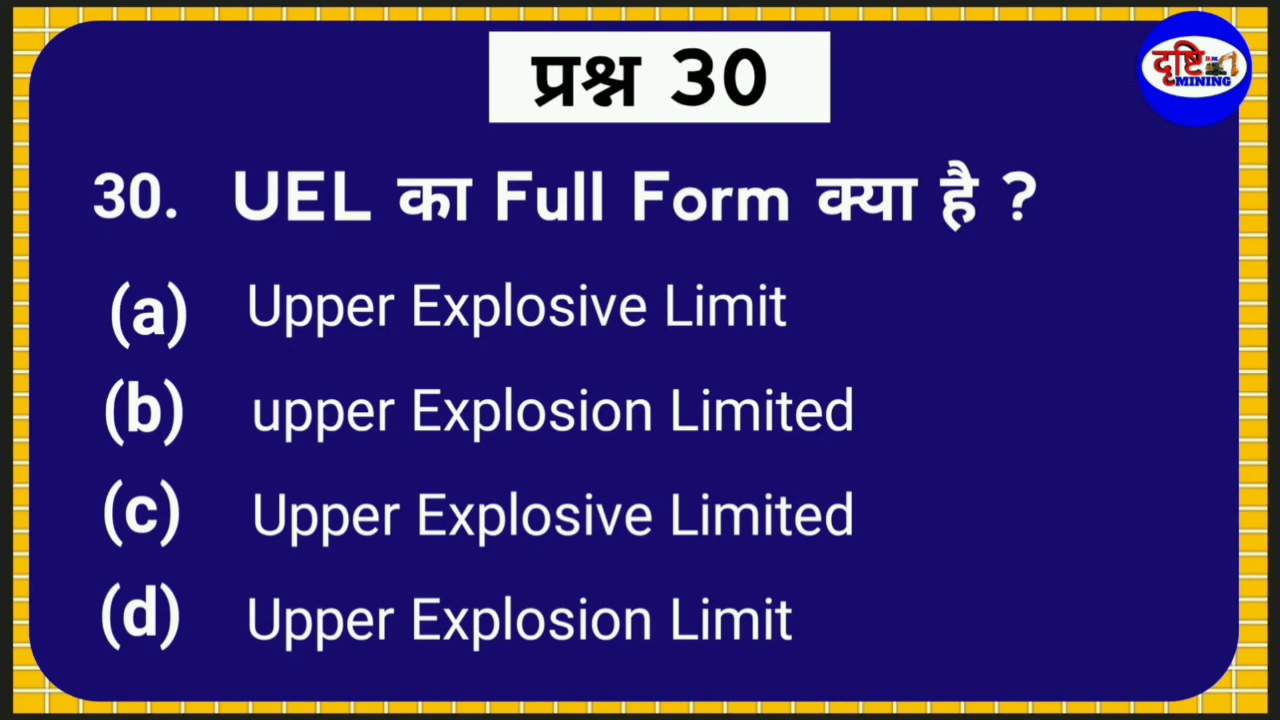 प्रश्न 30
दृष्टि
D.M.
MINING
30. UEL का Full Form क्या है ?
(a) Upper Explosive Limit
(b) upper Explosion Limited
(c) Upper Explosive Limited
(d) Upper Explosion Limit